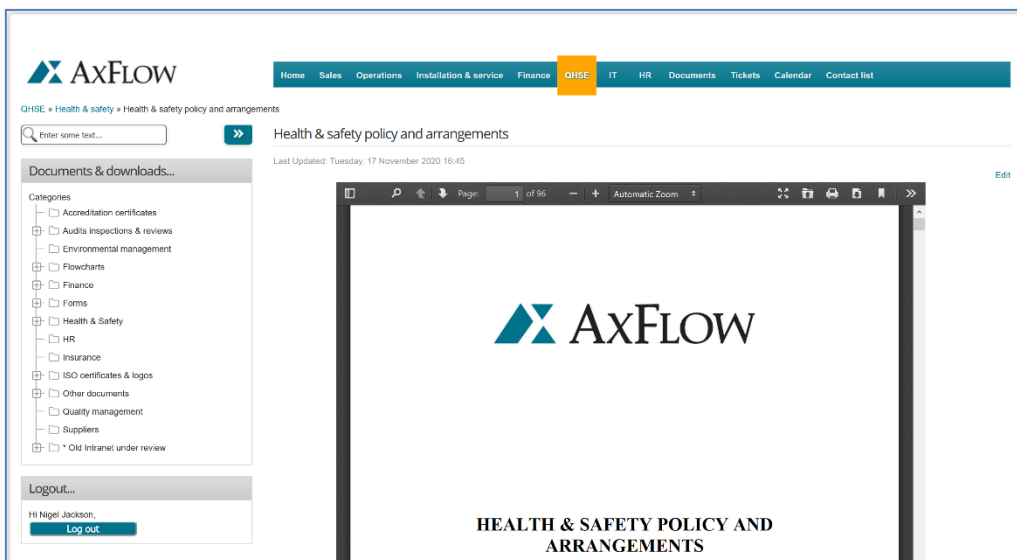 AxFlow
Home Sales Operations Installation & service Finance QHSE IT HR Documents Tickets Calendar Contact list
QHSE » Health & safety » Health & safety policy and arrangements
Enter some text...
»
Health & safety policy and arrangements
Last Updated: Tuesday, 17 November 2020 16:45
Edit
Documents & downloads...
Categories
Accreditation certificates
Audits inspections & reviews
Environmental management
Flowcharts
Finance
Forms
Health & Safety
HR
Insurance
ISO certificates & logos
Other documents
Quality management
Suppliers
* Old Intranet under review
Logout...
Hi Nigel Jackson,
Log out
Page: 1 of 96 Automatic Zoom
AxFlow
HEALTH & SAFETY POLICY AND
ARRANGEMENTS